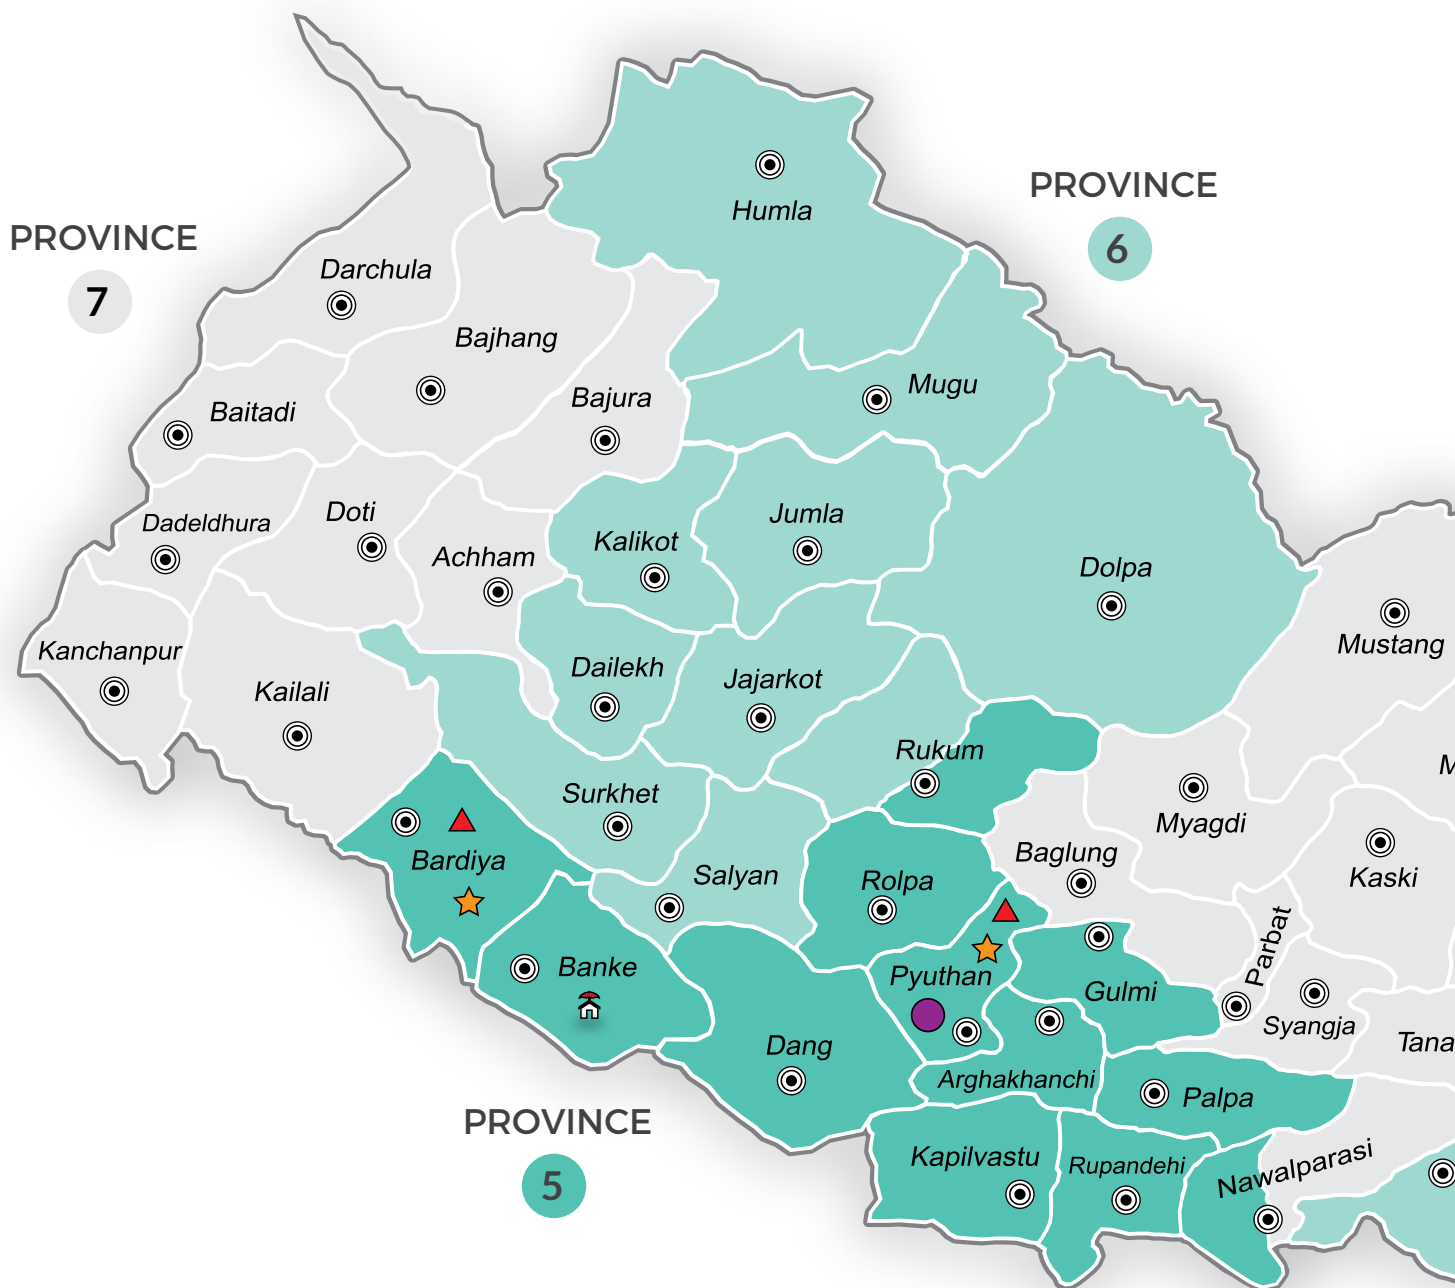 PROVINCE
6
Humla
PROVINCE
7
Darchula
Bajhang
Mugu
Bajura
Baitadi
Doti
Jumla
Dadeldhura
Kalikot
Achham
Dolpa
Mustang
Kanchanpur
Dailekh
Jajarkot
Kailali
Rukum
M
Surkhet
Myagdi
Baglung
Bardiya
Salyan
Rolpa
Kaski
Parbat
Banke
Pyuthan
Gulmi
Syangja
Dang
Tana
Arghakhanchi
Palpa
PROVINCE
5
Kapilvastu
Rupandehi
Nawalparasi